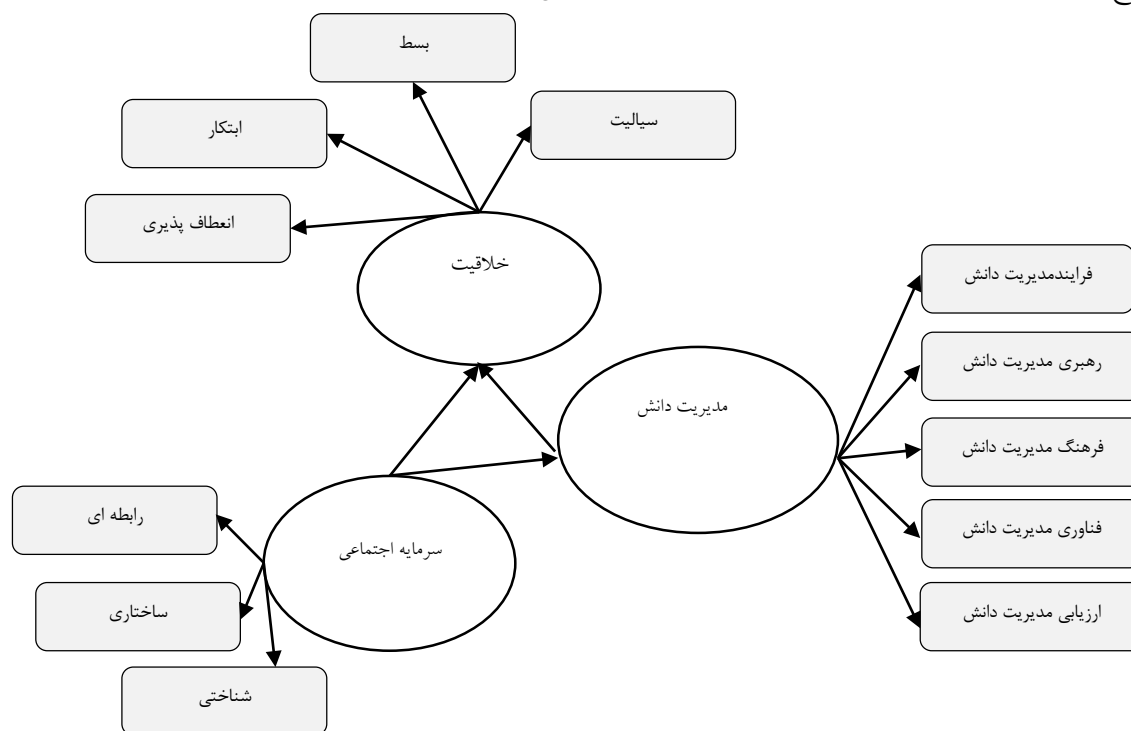 بسط
سیالیت
ابتکار
انعطاف پذیری
خلاقیت
فرایندمدیریت دانش
رهبری مدیریت دانش
مدیریت دانش
فرهنگ مدیریت دانش
رابطه ای
فناوری مدیریت دانش
سرمایه اجتماعی
ساختاری
ارزیابی مدیریت دانش
شناختی